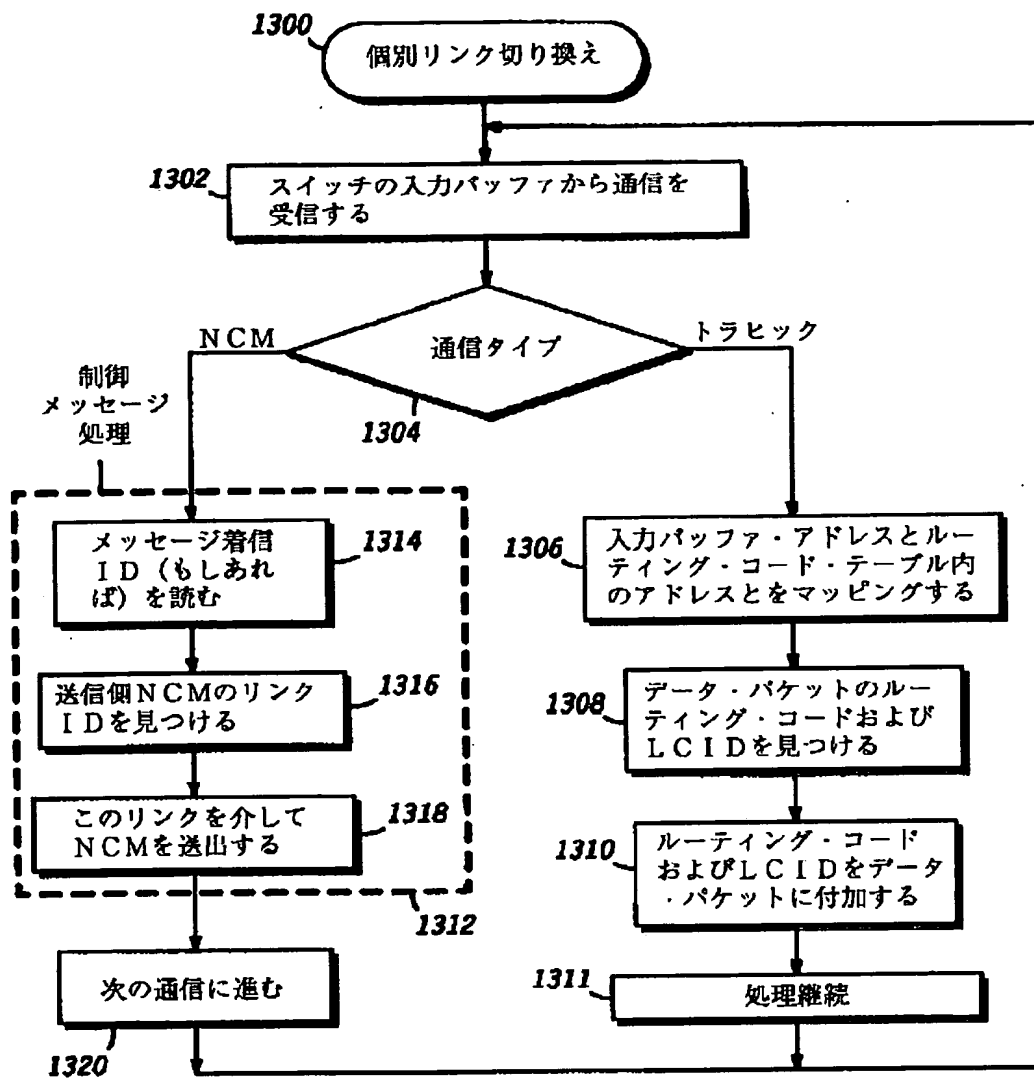 1300
個別リンク切り換え
1302
スイッチの入力バッファから通信を
受信する
NCM
通信タイプ
トラヒック
1304
制御
メッセージ
処理
メッセージ着信
ID（もしあれ
ば）を読む
1314
送信側NCMのリンク
IDを見つける
1316
このリンクを介して
NCMを送出する
1318
1312
次の通信に進む
1320
1306
入力バッファ・アドレスとルー
ティング・コード・テーブル内
のアドレスとをマッピングする
1308
データ・パケットのルー
ティング・コードおよび
LCIDを見つける
1310
ルーティング・コード
およびLCIDをデータ
・パケットに付加する
1311
処理継続